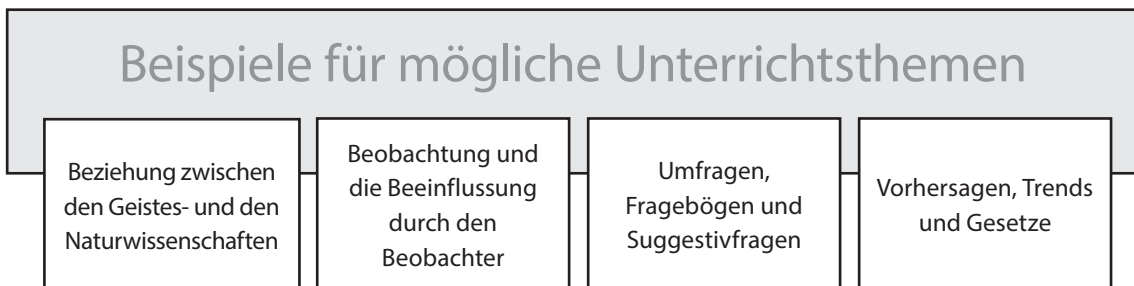 Beispiele für mögliche Unterrichtsthemen
Beziehung zwischen
den Geistes- und den
Naturwissenschaften
Beobachtung und
die Beeinflussung
durch den
Beobachter
Umfragen,
Fragebögen und
Suggestivfragen
Vorhersagen, Trends
und Gesetze